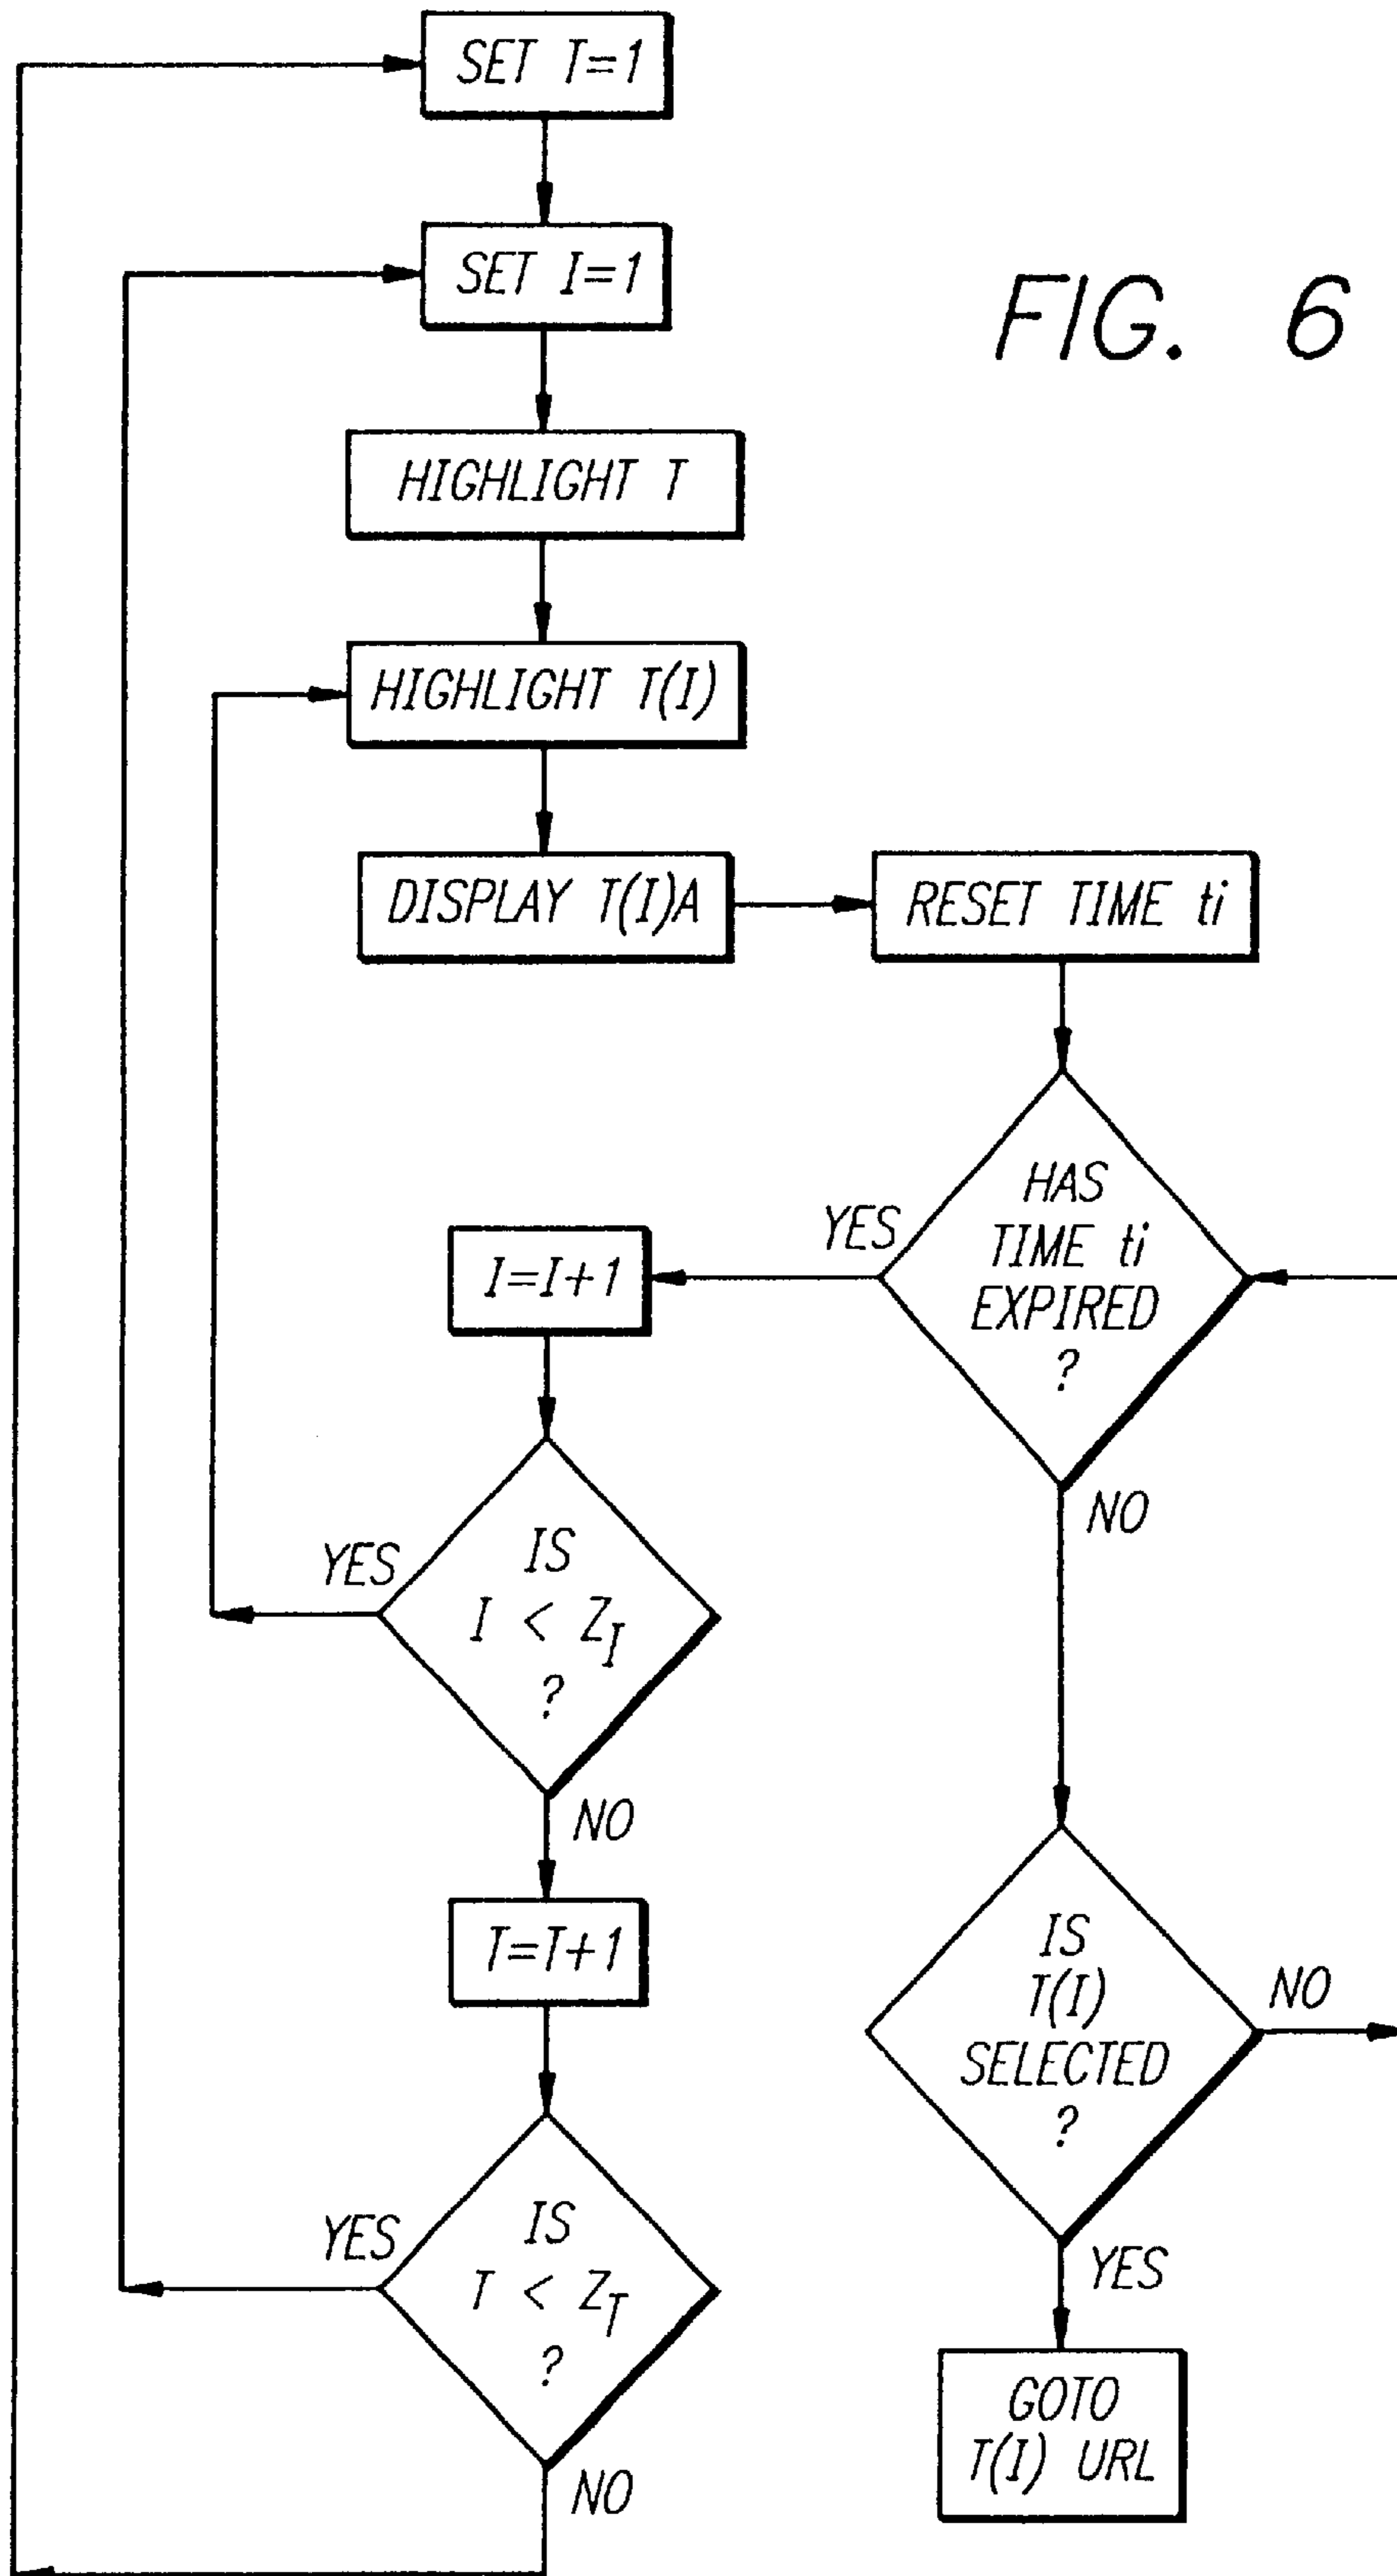 SET T=1
SET I=1
FIG. 6
HIGHLIGHT T
HIGHLIGHT T(I)
DISPLAY T(I)A
RESET TIME ti
HAS
TIME ti
EXPIRED
?
YES
NO
I=I+1
IS
I < Z_I
?
YES
NO
T=T+1
IS
T(I)
SELECTED
?
NO
YES
IS
T < Z_T
?
YES
NO
GOTO
T(I) URL